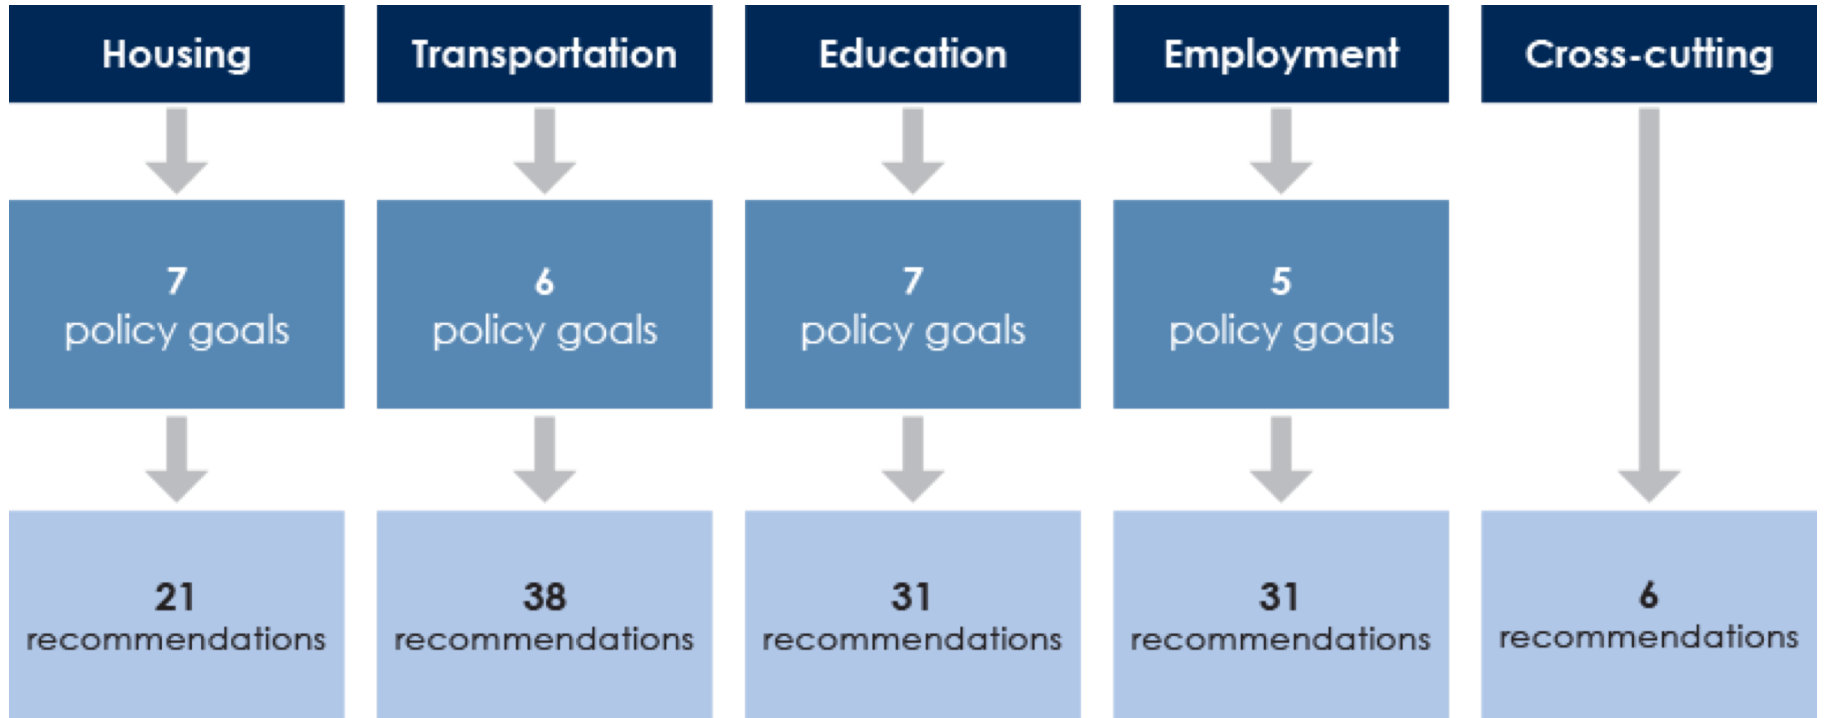 Housing
Transportation
Education
Employment
Cross-cutting
7
policy goals
6
policy goals
7
policy goals
5
policy goals
21
recommendations
38
recommendations
31
recommendations
31
recommendations
6
recommendations